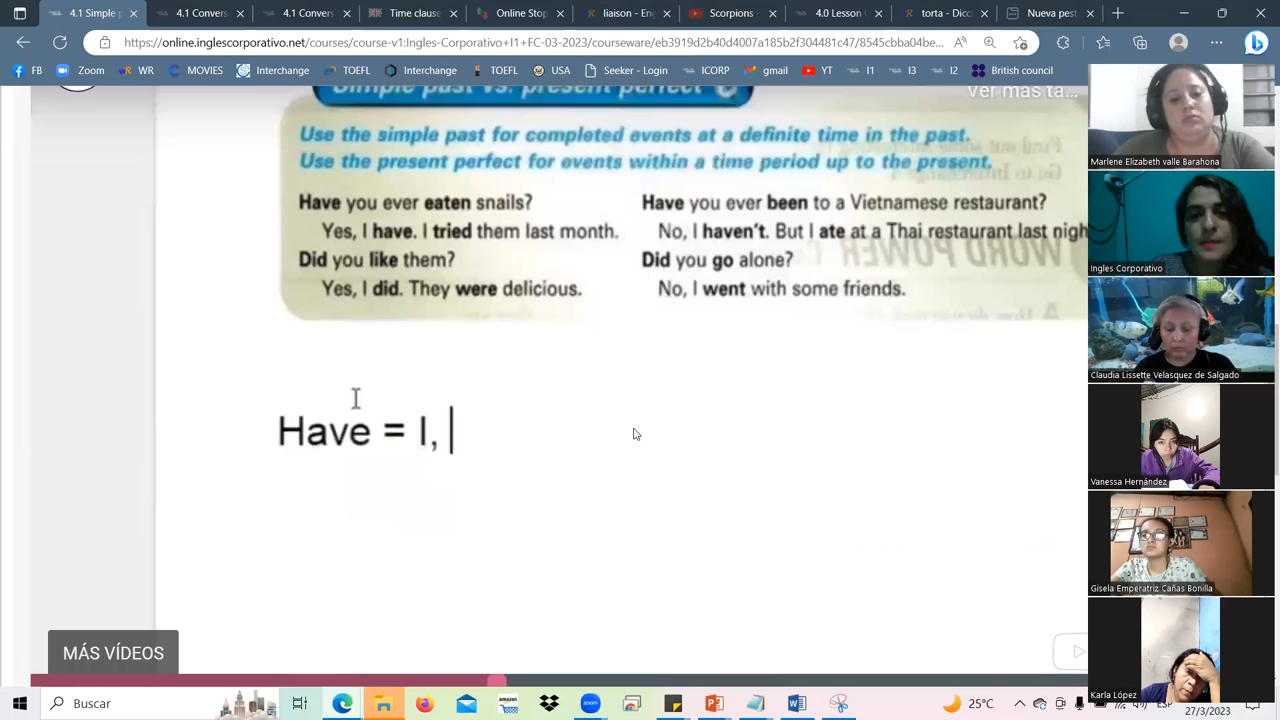 4.1 Simple p
4.1 Convers
4.1 Convers
Time clause
Online Stop
liaison - Eng
Scorpions -
4.0 Lesson
torta - Dicc
Nueva pest
https://online.inglescorporativo.net/courses/course-v1:Ingles-Corporativo+I1+FC-03-2023/courseware/eb3919d2b40d4007a185b2f304481c47/8545cbba04be...
FB
Zoom
WR
MOVIES
Interchange
TOEFL
Interchange
TOEFL
USA
Seeker - Login
ICORP
gmail
YT
I1
I3
I2
British council
Simple past vs. present perfect
Ver más ta...
Use the simple past for completed events at a definite time in the past.
Use the present perfect for events within a time period up to the present.
Have you ever eaten snails?
Yes, I have. I tried them last month.
Did you like them?
Yes, I did. They were delicious.
Have you ever been to a Vietnamese restaurant?
No, I haven't. But I ate at a Thai restaurant last nigh
Did you go alone?
No, I went with some friends.
Have = I,
MÁS VÍDEOS
Marlene Elizabeth valle Barahona
Ingles Corporativo
Claudia Lissette Velasquez de Salgado
Vanessa Hernández
Gisela Emperatriz Cañas Bonilla
Karla López
Buscar
25°C
ESP
27/3/2023